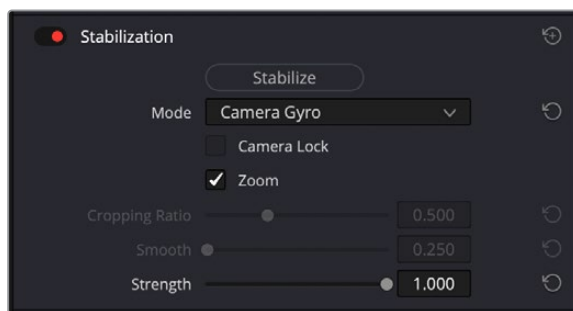 Stabilization
Stabilize
Mode Camera Gyro
Camera Lock
Zoom
Cropping Ratio 0.500
Smooth 0.250
Strength 1.000